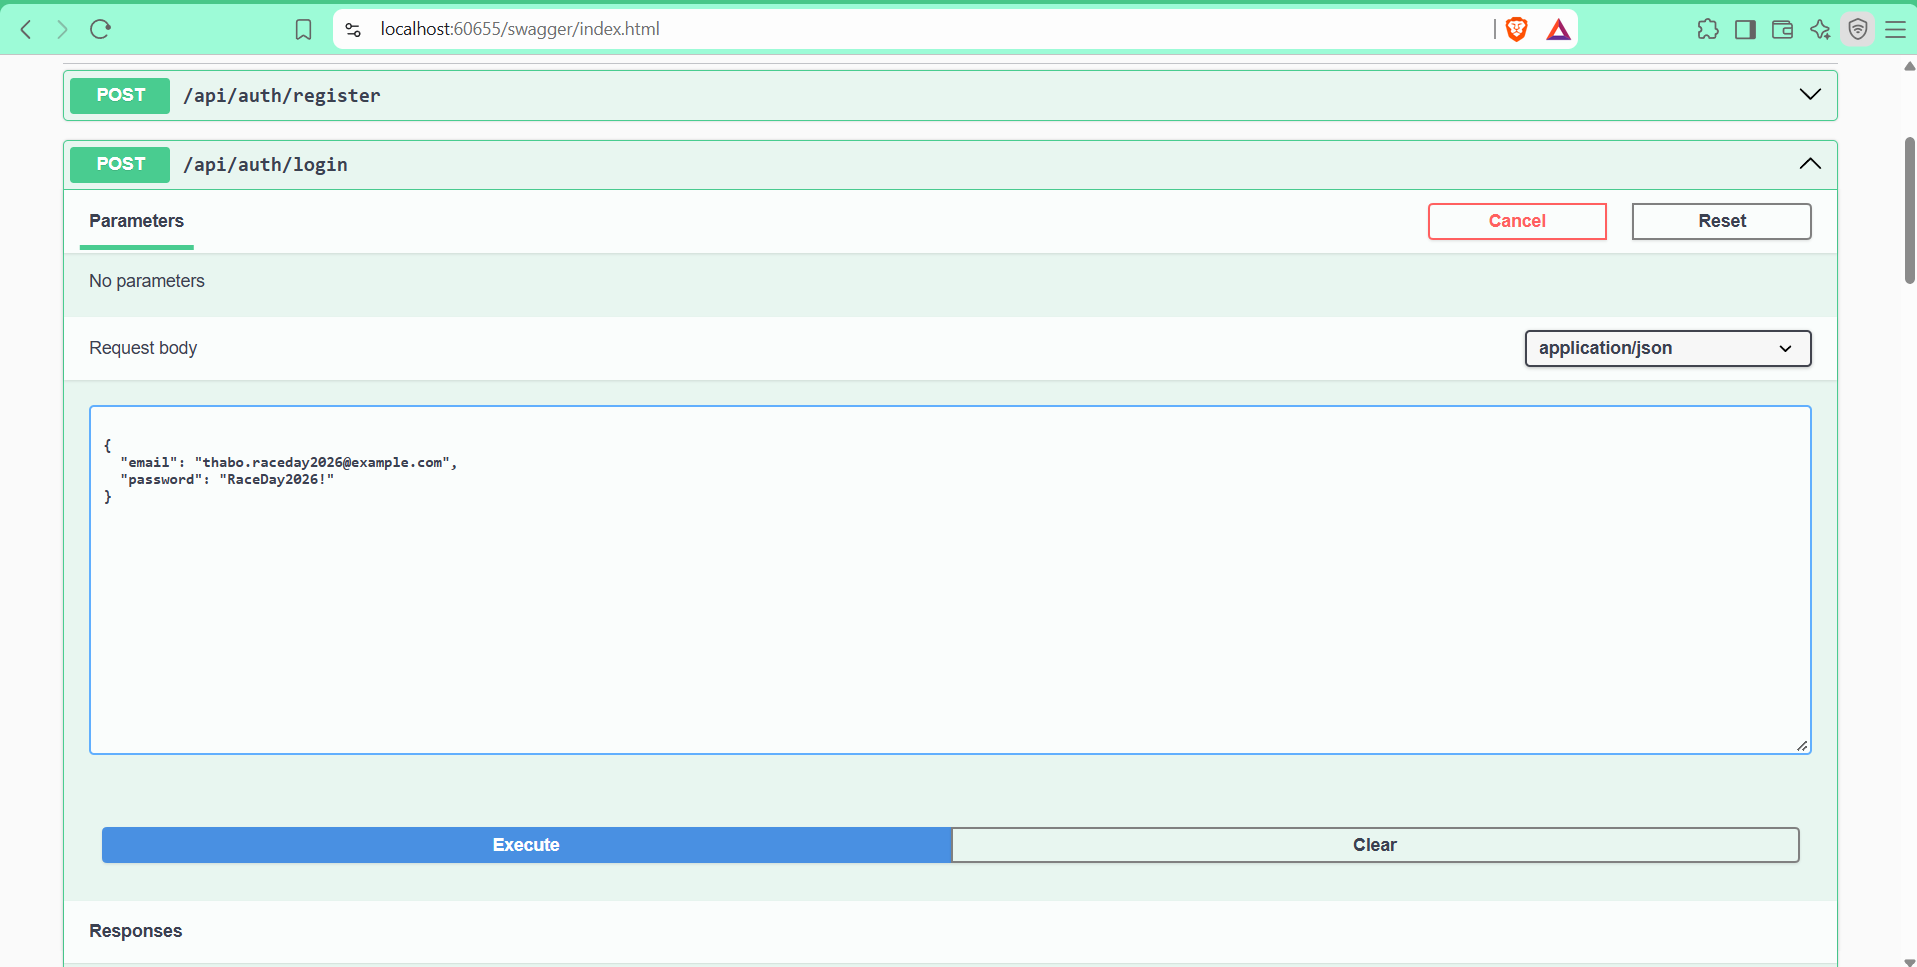 localhost:60655/swagger/index.html
POST /api/auth/register
POST /api/auth/login
Parameters
Cancel
Reset
No parameters
Request body
application/json
{
  "email": "thabo.raceday2026@example.com",
  "password": "RaceDay2026!"
}
Execute
Clear
Responses